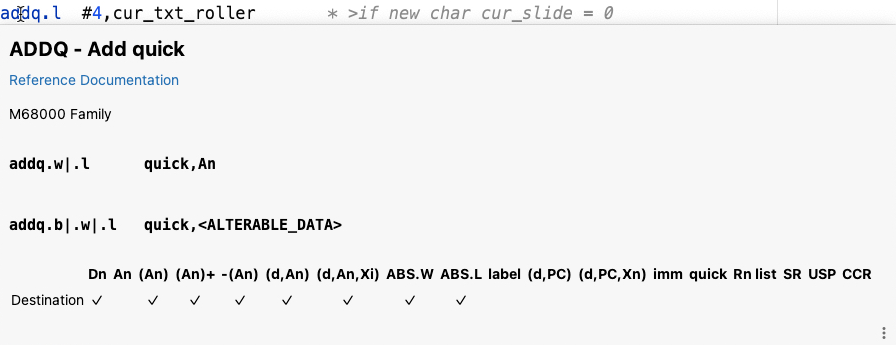 addq.l #4,cur_txt_roller * >if new char cur_slide = 0
ADDQ - Add quick
Reference Documentation
M68000 Family
addq.w|.l quick,An
addq.b|.w|.l quick,<ALTERABLE_DATA>
Dn An (An) (An)+ -(An) (d,An) (d,An,Xi) ABS.W ABS.L label (d,PC) (d,PC,Xn) imm quick Rn list SR USP CCR
Destination ✓ ✓ ✓ ✓ ✓ ✓ ✓ ✓